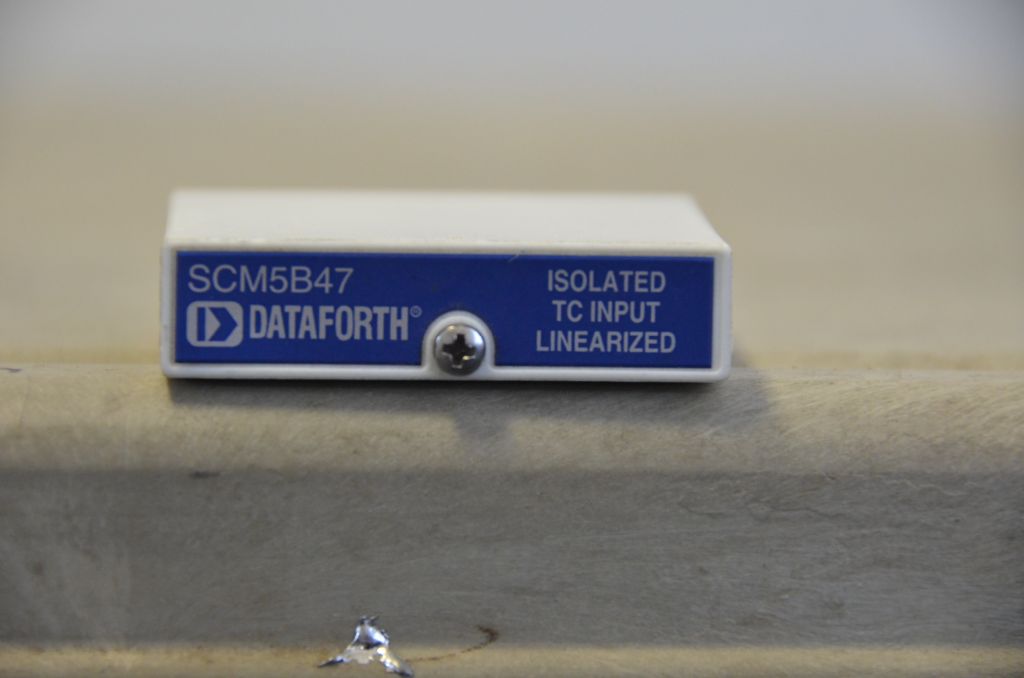 SCM5B47
DATAFORTH®
ISOLATED
TC INPUT
LINEARIZED